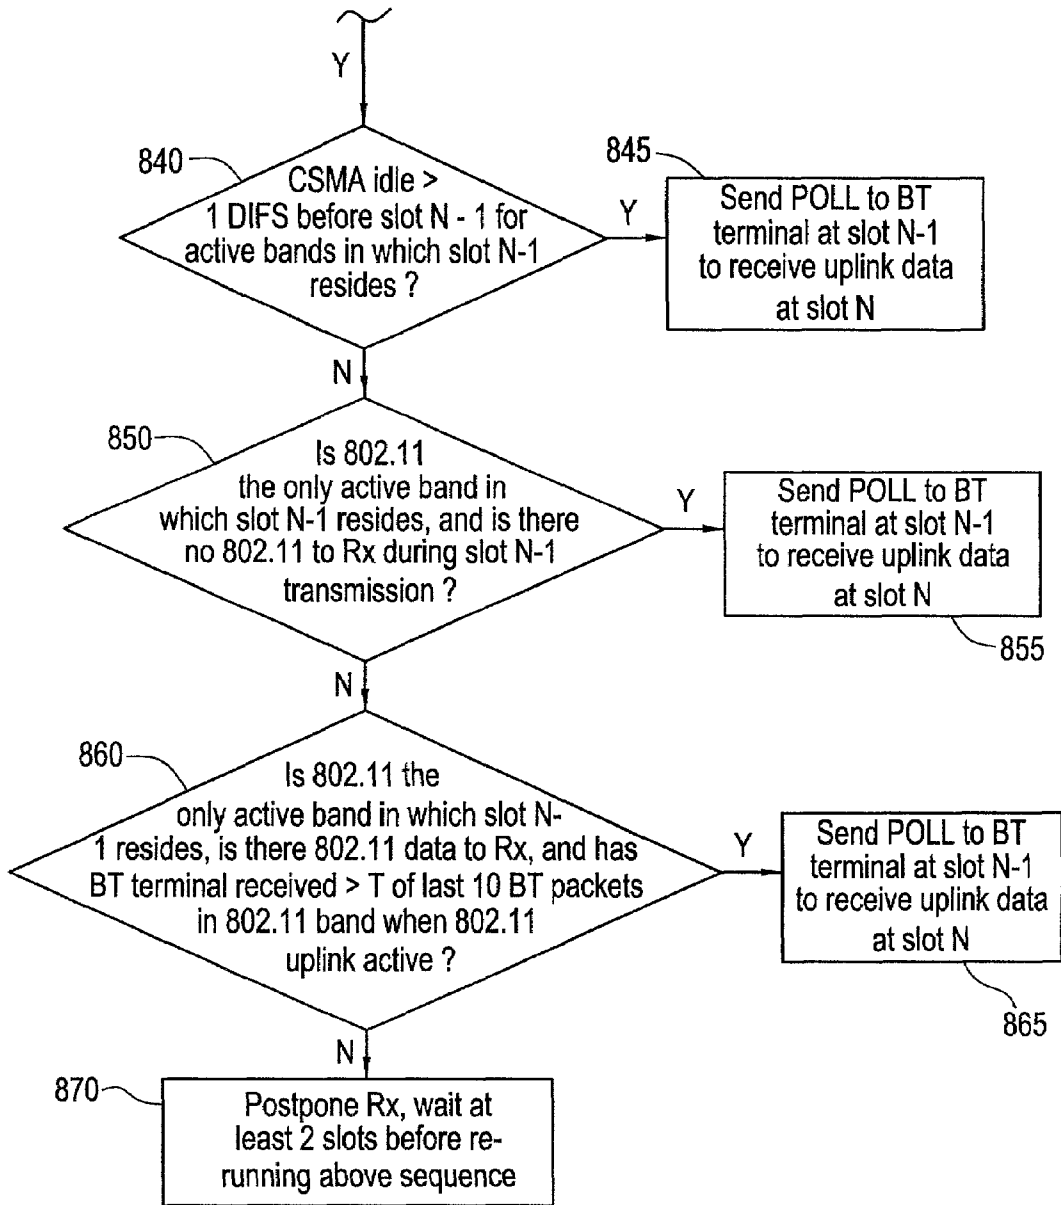 Y
840
CSMA idle >
1 DIFS before slot N - 1 for
active bands in which slot N-1
resides ?
Y
845
Send POLL to BT
terminal at slot N-1
to receive uplink data
at slot N
N
850
Is 802.11
the only active band in
which slot N-1 resides, and is there
no 802.11 to Rx during slot N-1
transmission ?
Y
Send POLL to BT
terminal at slot N-1
to receive uplink data
at slot N
855
N
860
Is 802.11 the
only active band in which slot N-
1 resides, is there 802.11 data to Rx, and has
BT terminal received > T of last 10 BT packets
in 802.11 band when 802.11
uplink active ?
Y
Send POLL to BT
terminal at slot N-1
to receive uplink data
at slot N
865
N
870
Postpone Rx, wait at
least 2 slots before re-
running above sequence